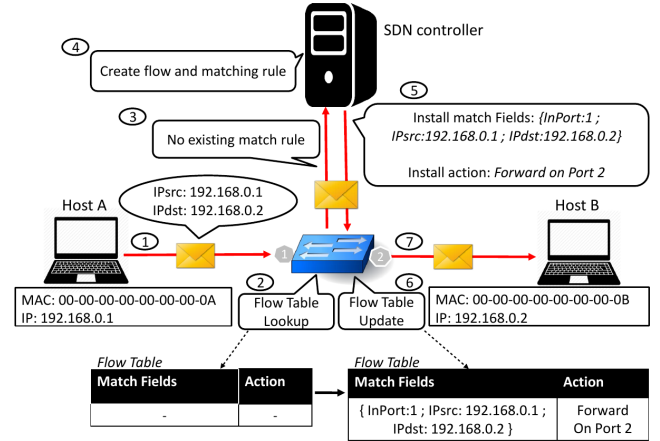 SDN controller
4
Create flow and matching rule
5
Install match Fields: {InPort:1 ;
IPsrc:192.168.0.1 ; IPdst:192.168.0.2}
Install action: Forward on Port 2
3
No existing match rule
IPsrc: 192.168.0.1
IPdst: 192.168.0.2
Host A
Host B
1
7
1
2
2
6
Flow Table
Lookup
Flow Table
Update
MAC: 00-00-00-00-00-00-00-0A
IP: 192.168.0.1
MAC: 00-00-00-00-00-00-00-0B
IP: 192.168.0.2
Flow Table
Match Fields Action
- -
Flow Table
Match Fields Action
{ InPort:1 ; IPsrc: 192.168.0.1 ;
IPdst: 192.168.0.2 }
Forward
On Port 2